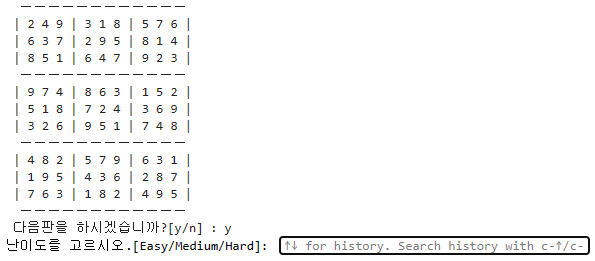 — — — — — — — — — — — —
| 2 4 9 | 3 1 8 | 5 7 6 |
| 6 3 7 | 2 9 5 | 8 1 4 |
| 8 5 1 | 6 4 7 | 9 2 3 |
— — — — — — — — — — — —
| 9 7 4 | 8 6 3 | 1 5 2 |
| 5 1 8 | 7 2 4 | 3 6 9 |
| 3 2 6 | 9 5 1 | 7 4 8 |
— — — — — — — — — — — —
| 4 8 2 | 5 7 9 | 6 3 1 |
| 1 9 5 | 4 3 6 | 2 8 7 |
| 7 6 3 | 1 8 2 | 4 9 5 |
— — — — — — — — — — — —
다음판을 하시겠습니까?[y/n] : y
난이도를 고르시오.[Easy/Medium/Hard]: ↑↓ for history. Search history with c-↑/c-